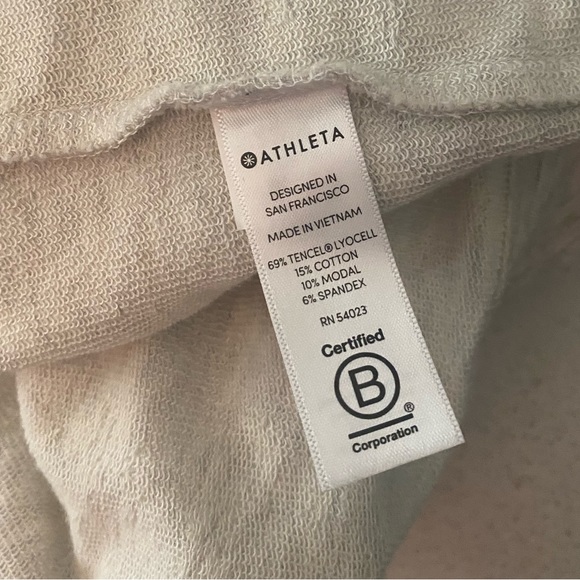 ATHLETA
DESIGNED IN
SAN FRANCISCO
MADE IN VIETNAM
69% TENCEL® LYOCELL
15% COTTON
10% MODAL
6% SPANDEX
RN 54023
Certified
B
®
Corporation